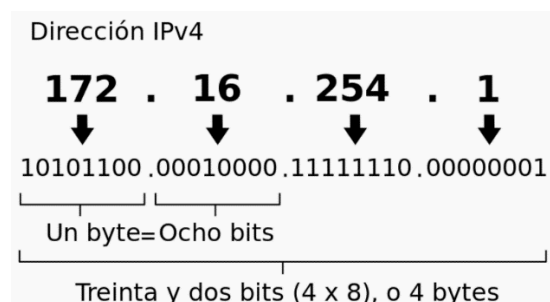 Dirección IPv4
172 . 16 . 254 . 1
10101100 .00010000 .11111110 .00000001
Un byte=Ocho bits
Treinta y dos bits (4 x 8), o 4 bytes